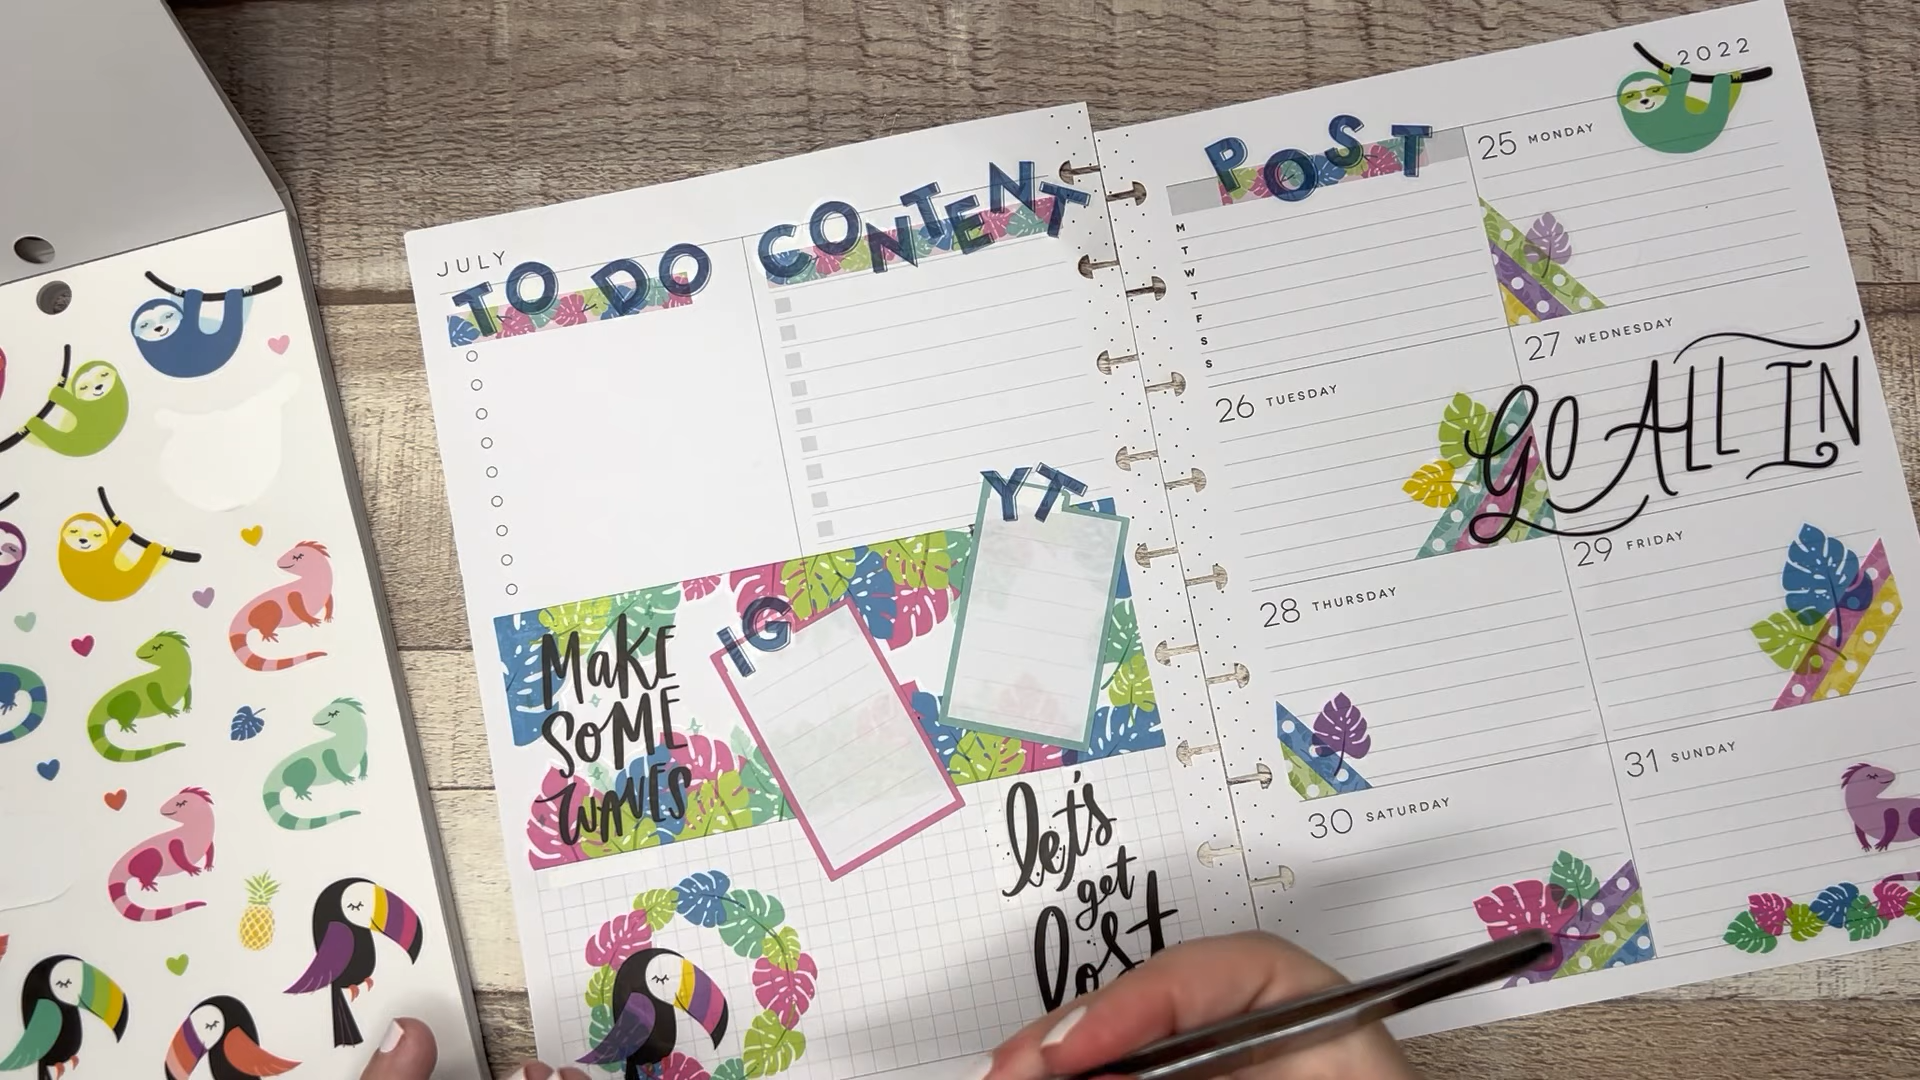 JULY
TO DO
CONTENT
YT
IG
MAKE
SOME
WAVES
let's
get
lost
2022
POST
M
T
W
T
F
S
S
25 MONDAY
26 TUESDAY
27 WEDNESDAY
GO ALL IN
28 THURSDAY
29 FRIDAY
30 SATURDAY
31 SUNDAY